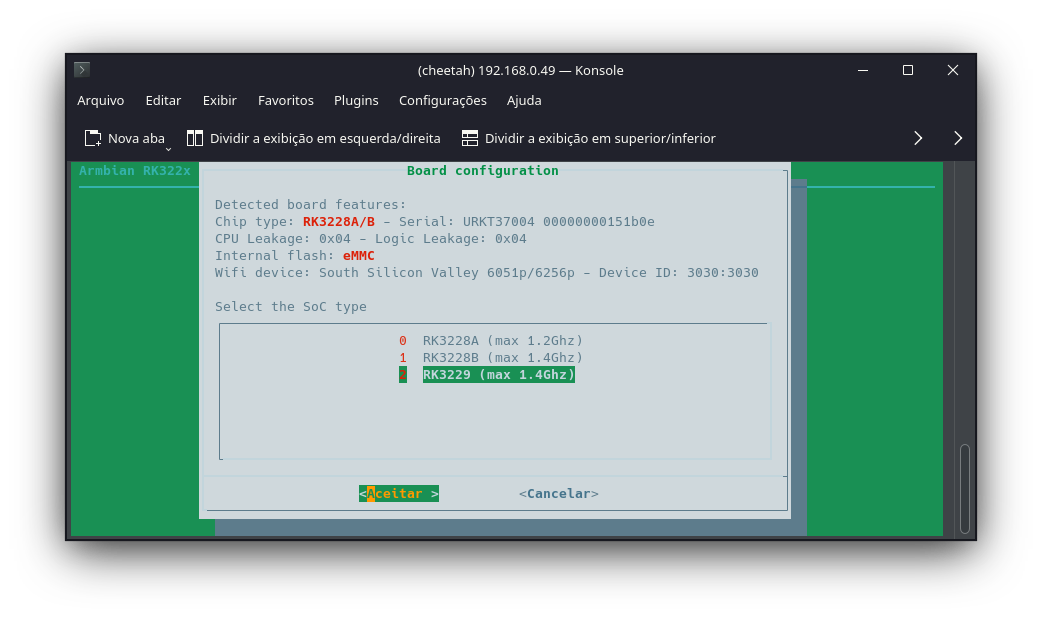 (cheetah) 192.168.0.49 — Konsole
Arquivo Editar Exibir Favoritos Plugins Configurações Ajuda
Nova aba Dividir a exibição em esquerda/direita Dividir a exibição em superior/inferior
Armbian RK322x
Board configuration
Detected board features:
Chip type: RK3228A/B – Serial: URKT37004 00000000151b0e
CPU Leakage: 0x04 – Logic Leakage: 0x04
Internal flash: eMMC
Wifi device: South Silicon Valley 6051p/6256p – Device ID: 3030:3030
Select the SoC type
0 RK3228A (max 1.2Ghz)
1 RK3228B (max 1.4Ghz)
2 RK3229 (max 1.4Ghz)
<Aceitar > <Cancelar>